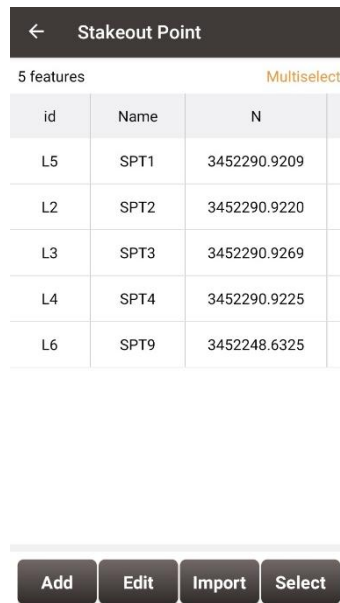 Stakeout Point
5 features Multiselect
id Name N
L5 SPT1 3452290.9209
L2 SPT2 3452290.9220
L3 SPT3 3452290.9269
L4 SPT4 3452290.9225
L6 SPT9 3452248.6325
Add Edit Import Select